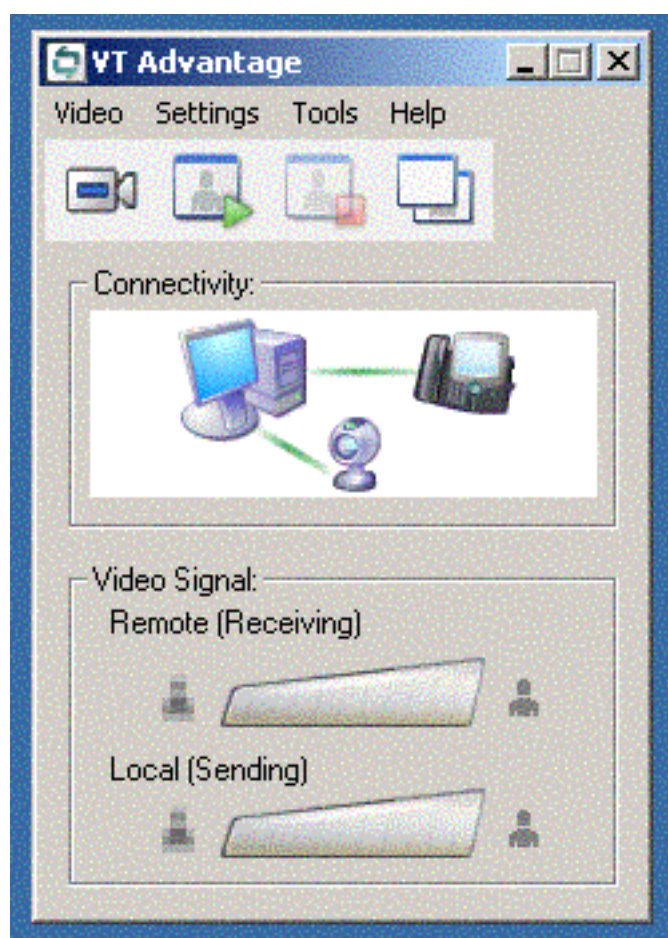 VT Advantage
Video Settings Tools Help
Connectivity:
Video Signal:
Remote (Receiving)
Local (Sending)